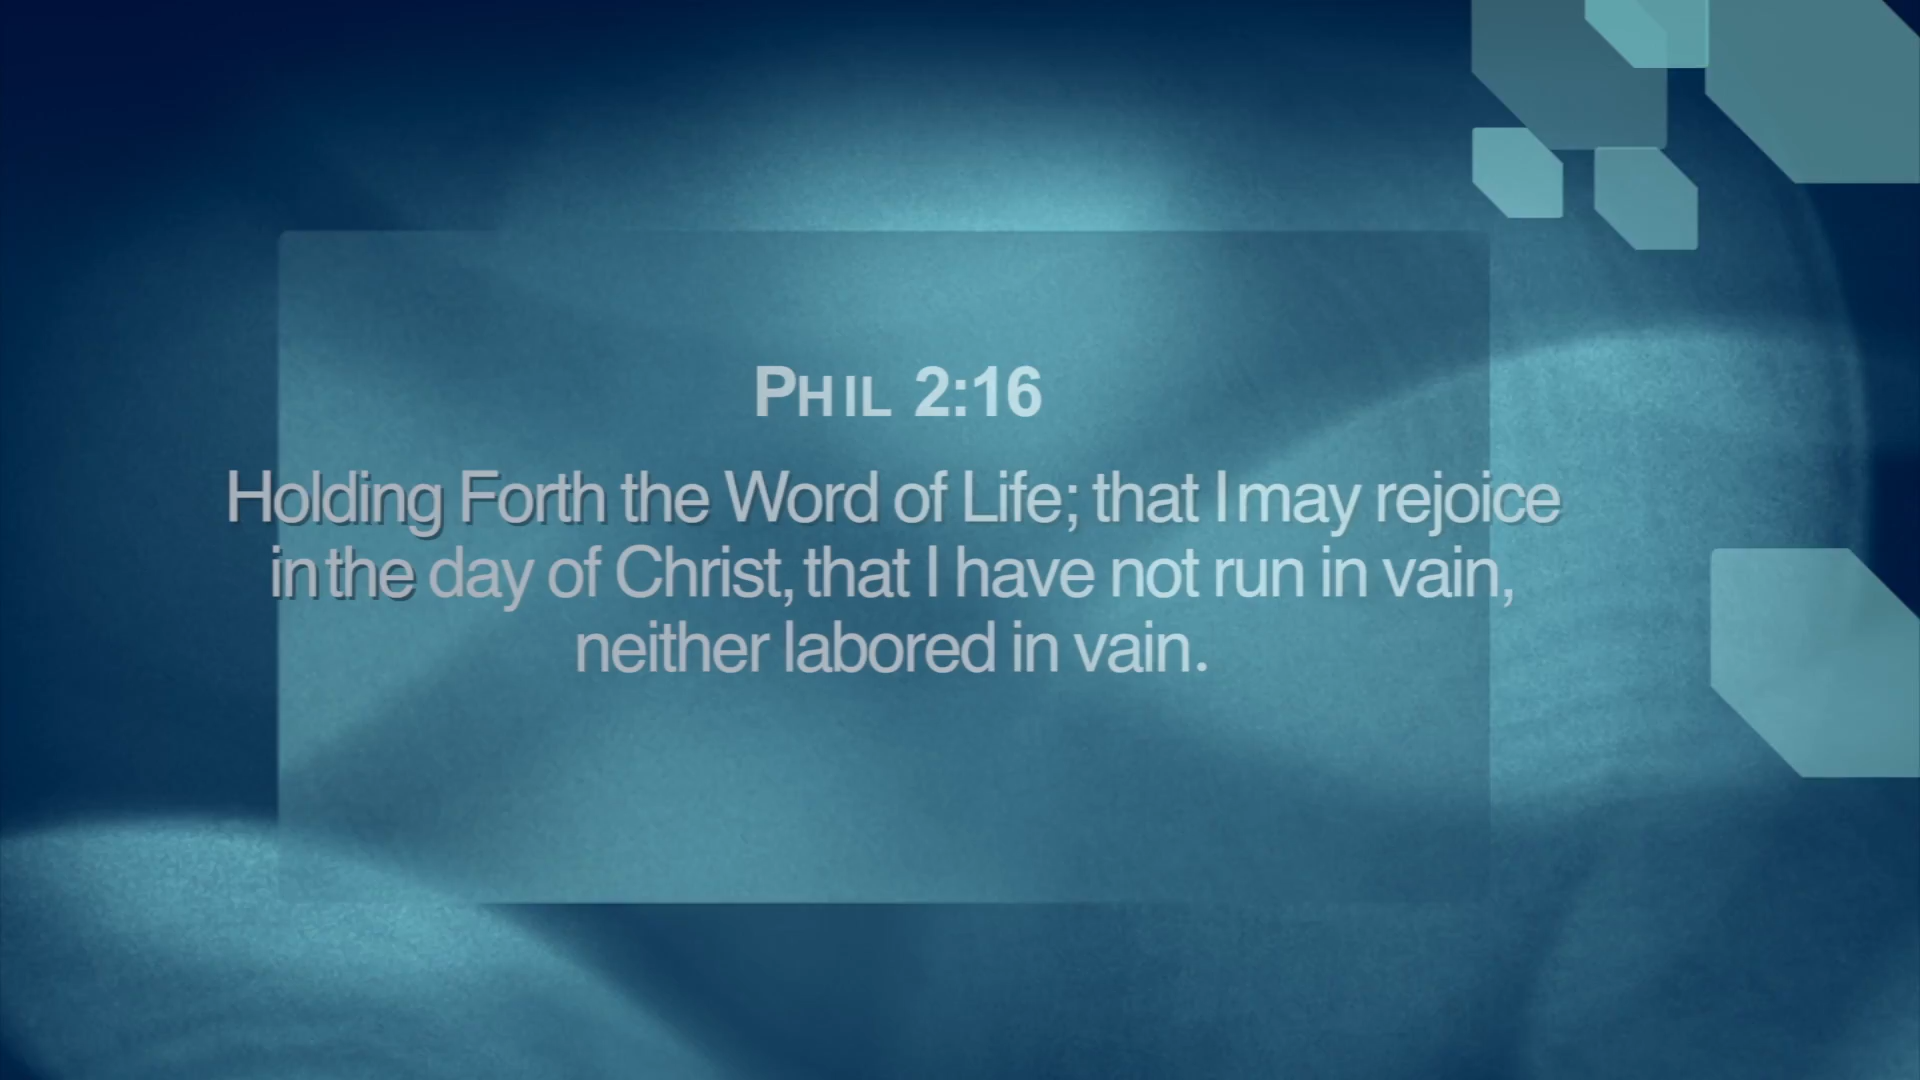 PHIL 2:16
Holding Forth the Word of Life; that I may rejoice
in the day of Christ, that I have not run in vain,
neither labored in vain.